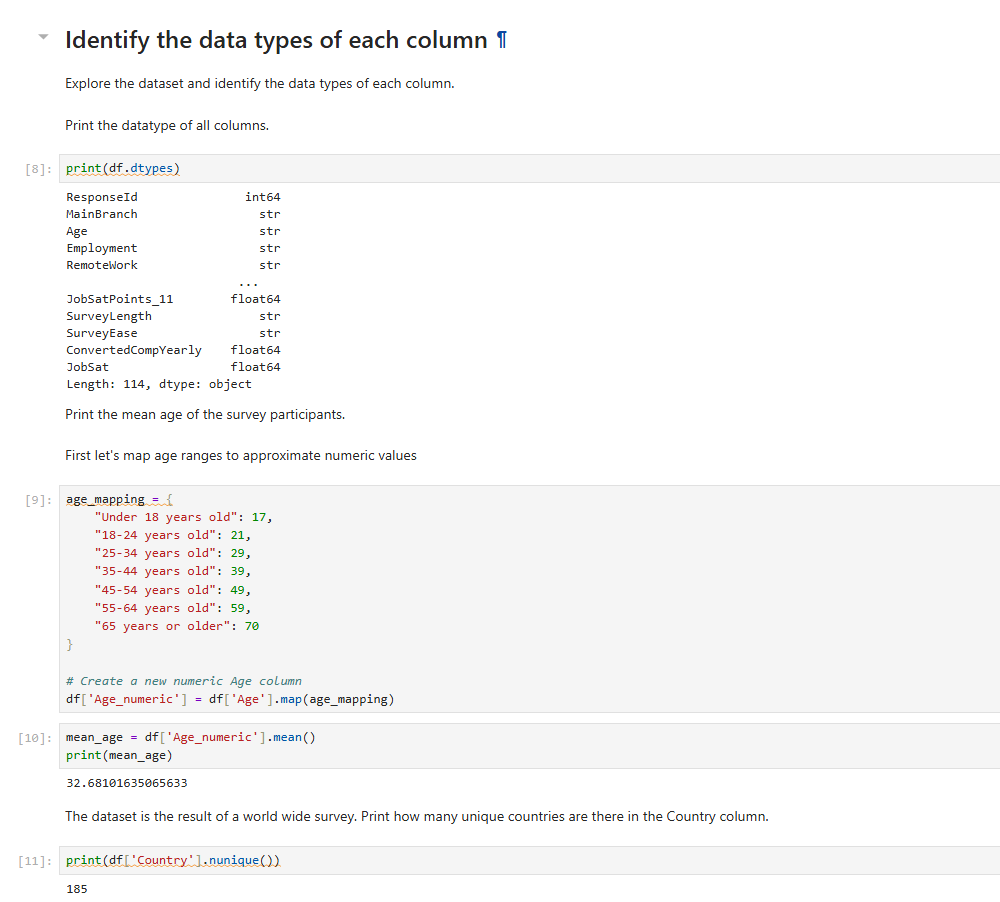 Identify the data types of each column ¶
Explore the dataset and identify the data types of each column.
Print the datatype of all columns.
[8]: print(df.dtypes)
ResponseId               int64
MainBranch                 str
Age                        str
Employment                 str
RemoteWork                 str
                        ...
JobSatPoints_11        float64
SurveyLength               str
SurveyEase                 str
ConvertedCompYearly    float64
JobSat                 float64
Length: 114, dtype: object
Print the mean age of the survey participants.
First let's map age ranges to approximate numeric values
[9]: age_mapping = {
    "Under 18 years old": 17,
    "18-24 years old": 21,
    "25-34 years old": 29,
    "35-44 years old": 39,
    "45-54 years old": 49,
    "55-64 years old": 59,
    "65 years or older": 70
}
# Create a new numeric Age column
df['Age_numeric'] = df['Age'].map(age_mapping)
[10]: mean_age = df['Age_numeric'].mean()
print(mean_age)
32.68101635065633
The dataset is the result of a world wide survey. Print how many unique countries are there in the Country column.
[11]: print(df['Country'].nunique())
185